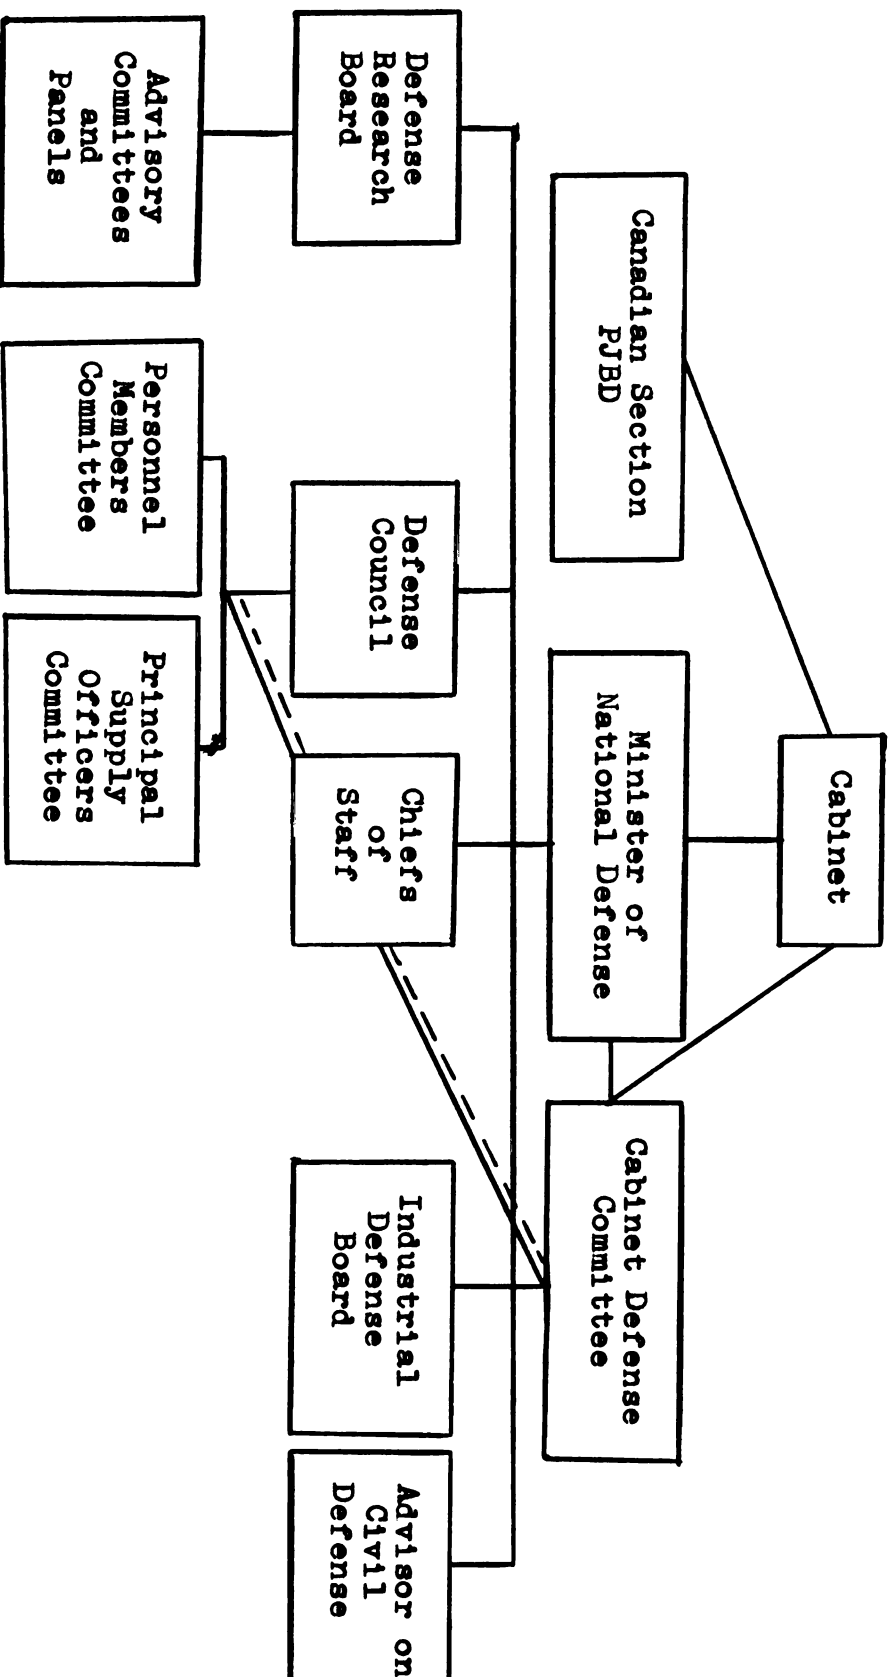 Cabinet
Canadian Section
PJBD
Minister of
National Defense
Cabinet Defense
Committee
Defense
Research
Board
Defense
Council
Chiefs
of
Staff
Industrial
Defense
Board
Advisor on
Civil
Defense
Advisory
Committees
and
Panels
Personnel
Members
Committee
Principal
Supply
Officers
Committee